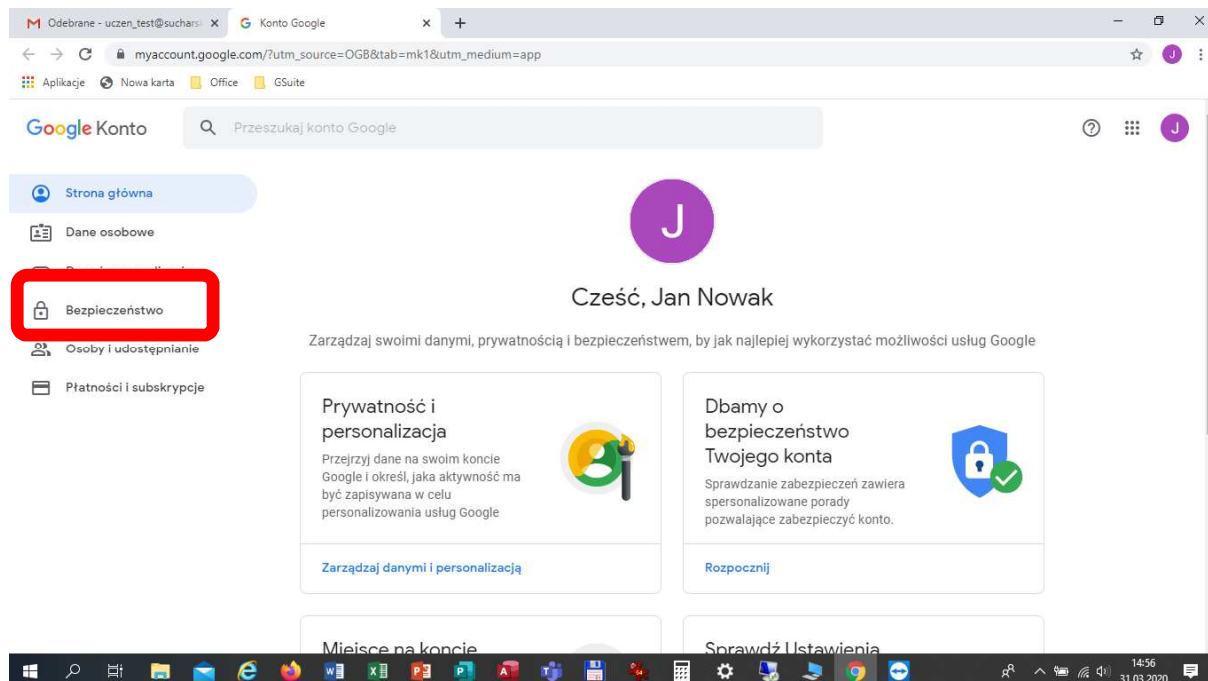 Odebrane - uczen_test@suchars
Konto Google
myaccount.google.com/?utm_source=OGB&tab=mk1&utm_medium=app
J
Aplikacje
Nowa karta
Office
GSuite
Google Konto
Przeszukaj konto Google
J
Strona główna
Dane osobowe
Bezpieczeństwo
Osoby i udostępnianie
Płatności i subskrypcje
J
Cześć, Jan Nowak
Zarządzaj swoimi danymi, prywatnością i bezpieczeństwem, by jak najlepiej wykorzystać możliwości usług Google
Prywatność i
personalizacja
Przejrzyj dane na swoim koncie
Google i określ, jaka aktywność ma
być zapisywana w celu
personalizowania usług Google
Zarządzaj danymi i personalizacją
Dbamy o
bezpieczeństwo
Twojego konta
Sprawdzanie zabezpieczeń zawiera
spersonalizowane porady
pozwalające zabezpieczyć konto.
Rozpocznij
Miejsce na koncie
Sprawdź Ustawienia
14:56
31.03.2020